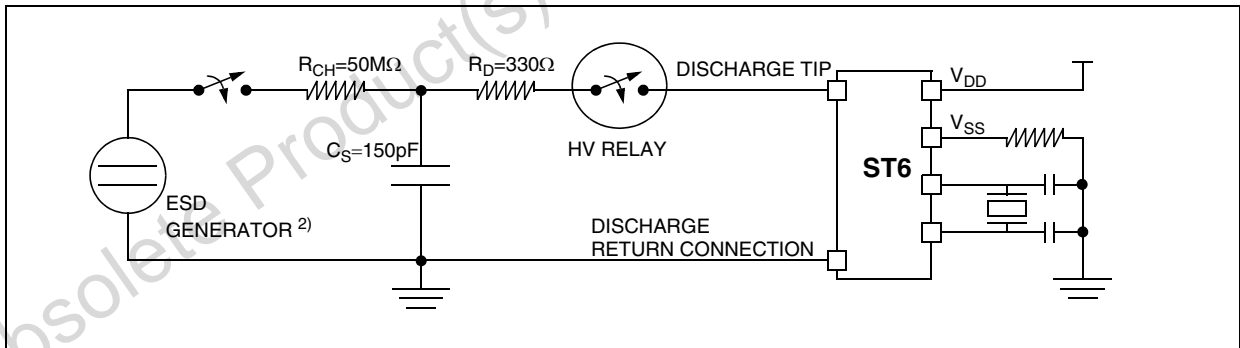 R_CH=50MΩ
R_D=330Ω
DISCHARGE TIP
V_DD
V_SS
C_S=150pF
HV RELAY
ST6
ESD
GENERATOR 2)
DISCHARGE
RETURN CONNECTION
bsolete Product(s)